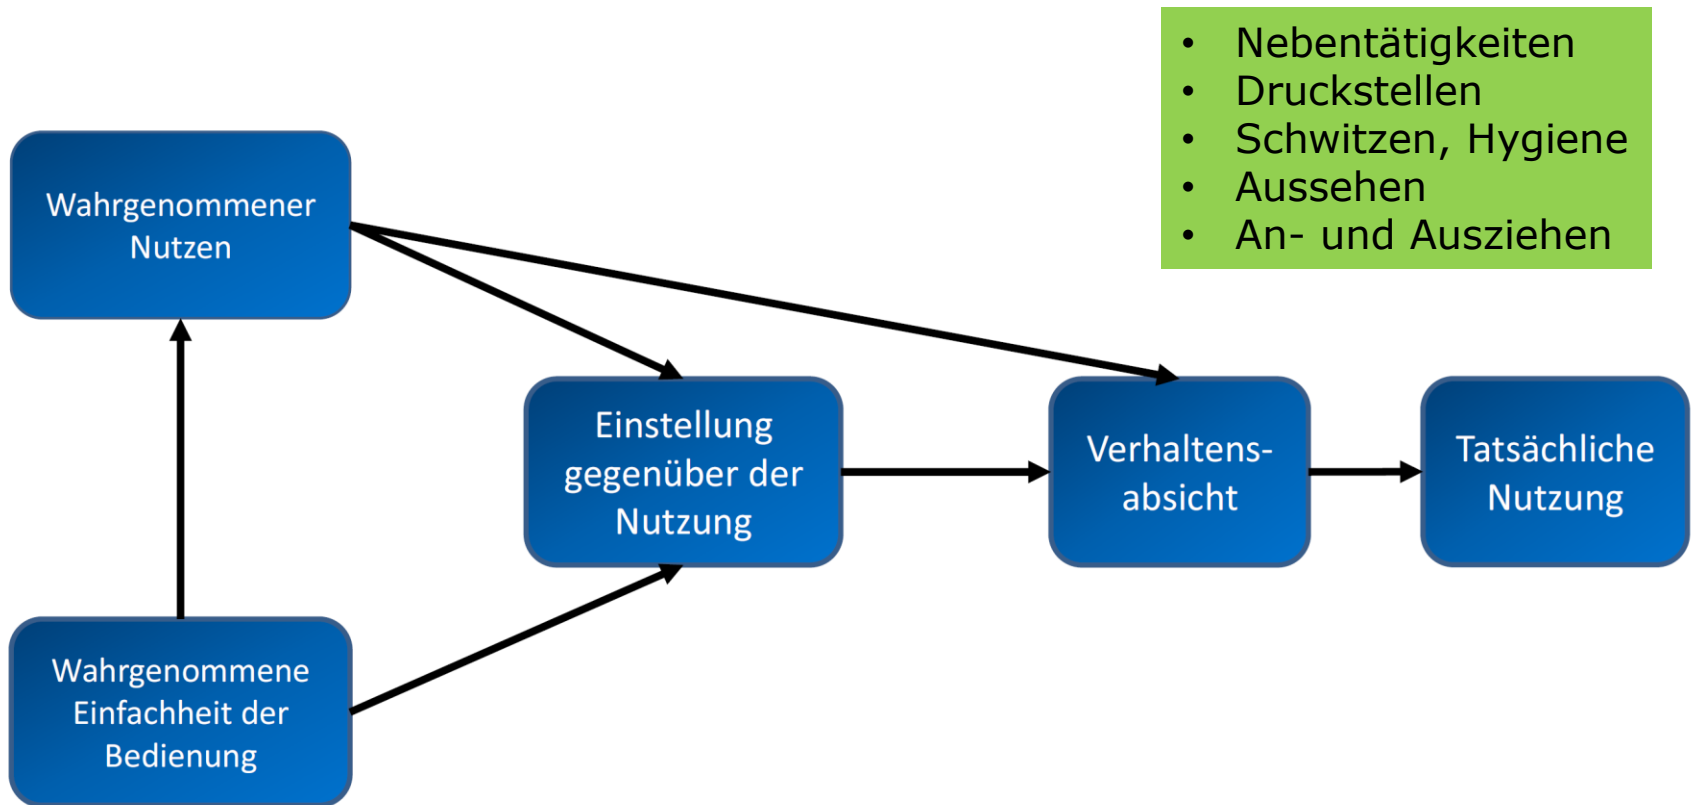 • Nebentätigkeiten
• Druckstellen
• Schwitzen, Hygiene
• Aussehen
• An- und Ausziehen
Wahrgenommener
Nutzen
Einstellung
gegenüber der
Nutzung
Verhaltens-
absicht
Tatsächliche
Nutzung
Wahrgenommene
Einfachheit der
Bedienung